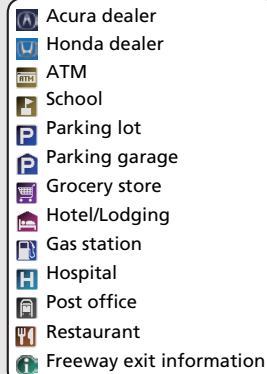 Acura dealer
Honda dealer
ATM ATM
School
P Parking lot
P Parking garage
Grocery store
Hotel/Lodging
Gas station
H Hospital
Post office
Restaurant
i Freeway exit information